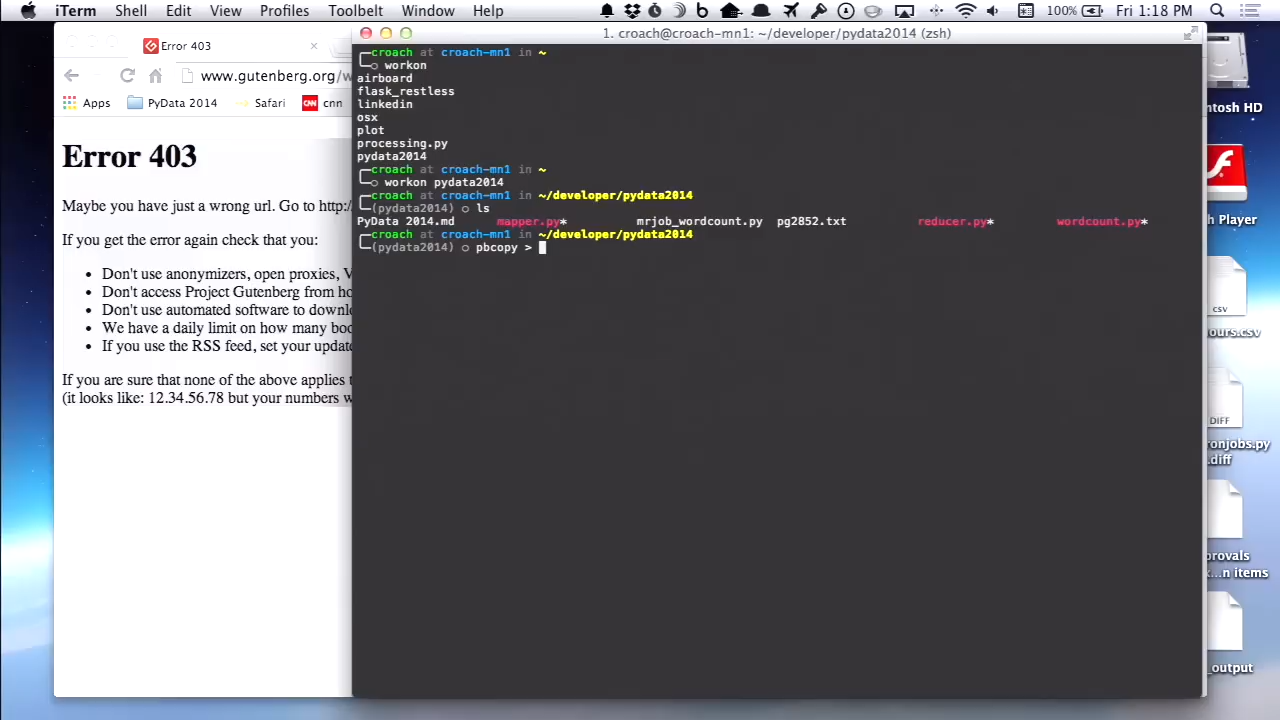 iTerm Shell Edit View Profiles Toolbelt Window Help 100% Fri 1:18 PM
1. croach@croach-mn1: ~/developer/pydata2014 (zsh)
Error 403
www.gutenberg.org/w
Apps PyData 2014 Safari cnn
Error 403
Maybe you have just a wrong url. Go to http:/
If you get the error again check that you:
Don't use anonymizers, open proxies, V
Don't access Project Gutenberg from ho
Don't use automated software to downlo
We have a daily limit on how many boo
If you use the RSS feed, set your update
If you are sure that none of the above applies t
(it looks like: 12.34.56.78 but your numbers w
croach at croach-mn1 in ~
workon
airboard
flask_restless
linkedin
osx
plot
processing.py
pydata2014
croach at croach-mn1 in ~
workon pydata2014
croach at croach-mn1 in ~/developer/pydata2014
(pydata2014) ○ ls
PyData 2014.md mapper.py* mrjob_wordcount.py pg2852.txt reducer.py* wordcount.py*
croach at croach-mn1 in ~/developer/pydata2014
(pydata2014) ○ pbcopy >
ntosh HD
h Player
csv
ours.csv
DIFF
onjobs.py
.diff
provals
...n items
_output